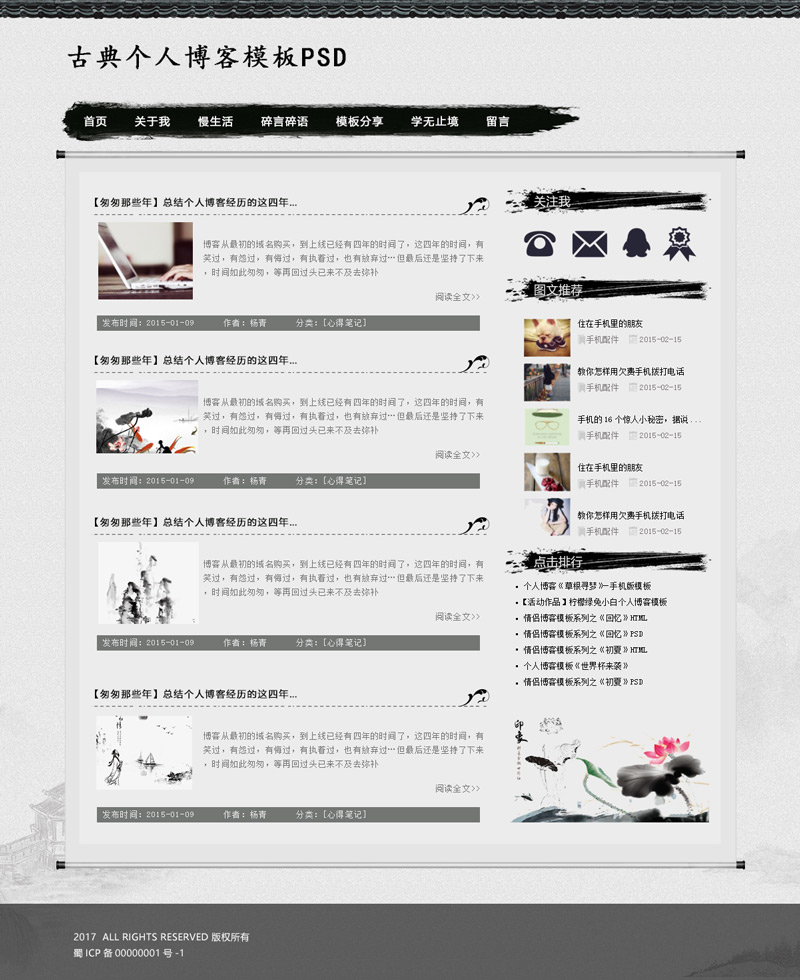 古典个人博客模板PSD
首页 关于我 慢生活 碎言碎语 模板分享 学无止境 留言
【匆匆那些年】总结个人博客经历的这四年...
博客从最初的域名购买，到上线已经有四年的时间了，这四年的时间，有
笑过，有怨过，有悔过，有执着过，也有放弃过…但最后还是坚持了下来
，时间如此匆匆，等再回过头已来不及去弥补
阅读全文>>
发布时间：2015-01-09 作者：杨青 分类：[心得笔记]
【匆匆那些年】总结个人博客经历的这四年...
博客从最初的域名购买，到上线已经有四年的时间了，这四年的时间，有
笑过，有怨过，有悔过，有执着过，也有放弃过…但最后还是坚持了下来
，时间如此匆匆，等再回过头已来不及去弥补
阅读全文>>
发布时间：2015-01-09 作者：杨青 分类：[心得笔记]
【匆匆那些年】总结个人博客经历的这四年...
博客从最初的域名购买，到上线已经有四年的时间了，这四年的时间，有
笑过，有怨过，有悔过，有执着过，也有放弃过…但最后还是坚持了下来
，时间如此匆匆，等再回过头已来不及去弥补
阅读全文>>
发布时间：2015-01-09 作者：杨青 分类：[心得笔记]
【匆匆那些年】总结个人博客经历的这四年...
博客从最初的域名购买，到上线已经有四年的时间了，这四年的时间，有
笑过，有怨过，有悔过，有执着过，也有放弃过…但最后还是坚持了下来
，时间如此匆匆，等再回过头已来不及去弥补
阅读全文>>
发布时间：2015-01-09 作者：杨青 分类：[心得笔记]
关注我
图文推荐
住在手机里的朋友
手机配件 2015-02-15
教你怎样用欠费手机拨打电话
手机配件 2015-02-15
手机的16个惊人小秘密，据说...
手机配件 2015-02-15
住在手机里的朋友
手机配件 2015-02-15
教你怎样用欠费手机拨打电话
手机配件 2015-02-15
点击排行
个人博客《草根寻梦》—手机版模板
【活动作品】柠檬绿兔小白个人博客模板
情侣博客模板系列之《回忆》HTML
情侣博客模板系列之《回忆》PSD
情侣博客模板系列之《初夏》HTML
个人博客模板《世界杯来袭》
情侣博客模板系列之《初夏》PSD
印象
2017 ALL RIGHTS RESERVED 版权所有
蜀 ICP 备 00000001 号 -1